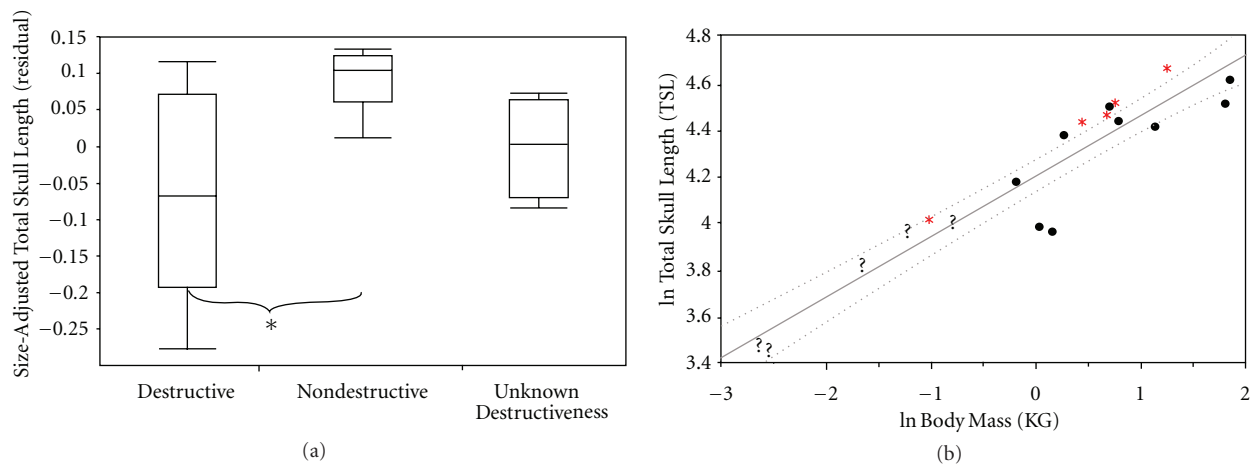 Size-Adjusted Total Skull Length (residual)
0.15
0.1
0.05
0
−0.05
−0.1
−0.15
−0.2
−0.25
*
Destructive
Nondestructive
Unknown
Destructiveness
(a)
ln Total Skull Length (TSL)
4.8
4.6
4.4
4.2
4
3.8
3.6
3.4
* * * * *
? ? ? ? ?
−3 −2 −1 0 1 2
ln Body Mass (KG)
(b)